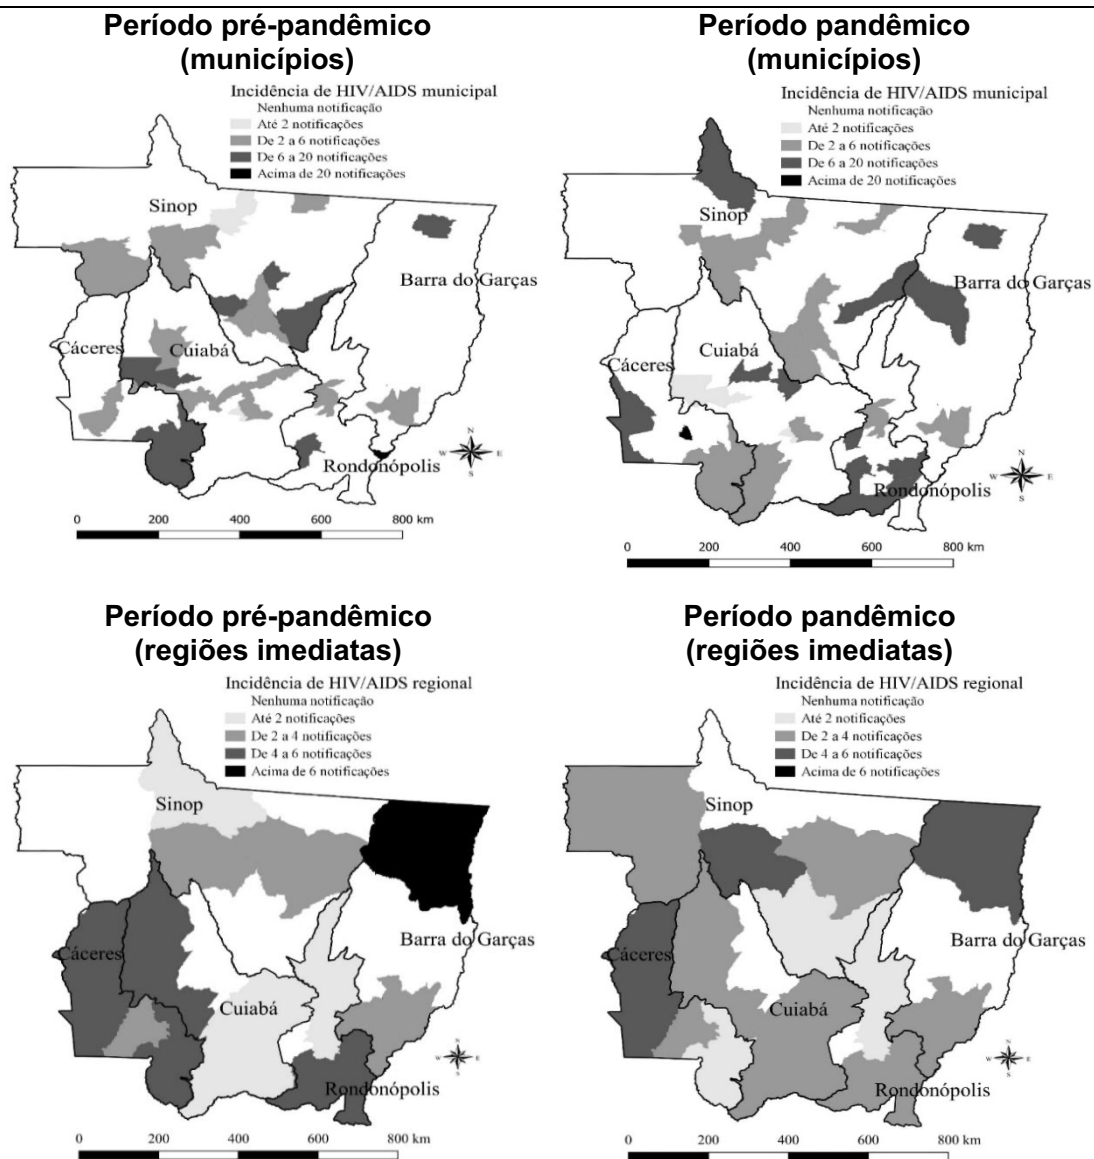 Período pré-pandêmico
(municípios)
Incidência de HIV/AIDS municipal
Nenhuma notificação
Até 2 notificações
De 2 a 6 notificações
De 6 a 20 notificações
Acima de 20 notificações
Sinop
Barra do Garças
Cáceres
Cuiabá
Rondonópolis
N
W E
S
0 200 400 600 800 km
Período pandêmico
(municípios)
Incidência de HIV/AIDS municipal
Nenhuma notificação
Até 2 notificações
De 2 a 6 notificações
De 6 a 20 notificações
Acima de 20 notificações
Sinop
Barra do Garças
Cuiabá
Cáceres
Rondonópolis
N
W E
S
0 200 400 600 800 km
Período pré-pandêmico
(regiões imediatas)
Incidência de HIV/AIDS regional
Nenhuma notificação
Até 2 notificações
De 2 a 4 notificações
De 4 a 6 notificações
Acima de 6 notificações
Sinop
Barra do Garças
Cáceres
Cuiabá
Rondonópolis
N
W E
S
0 200 400 600 800 km
Período pandêmico
(regiões imediatas)
Incidência de HIV/AIDS regional
Nenhuma notificação
Até 2 notificações
De 2 a 4 notificações
De 4 a 6 notificações
Acima de 6 notificações
Sinop
Barra do Garças
Cáceres
Cuiabá
Rondonópolis
N
W E
S
0 200 400 600 800 km